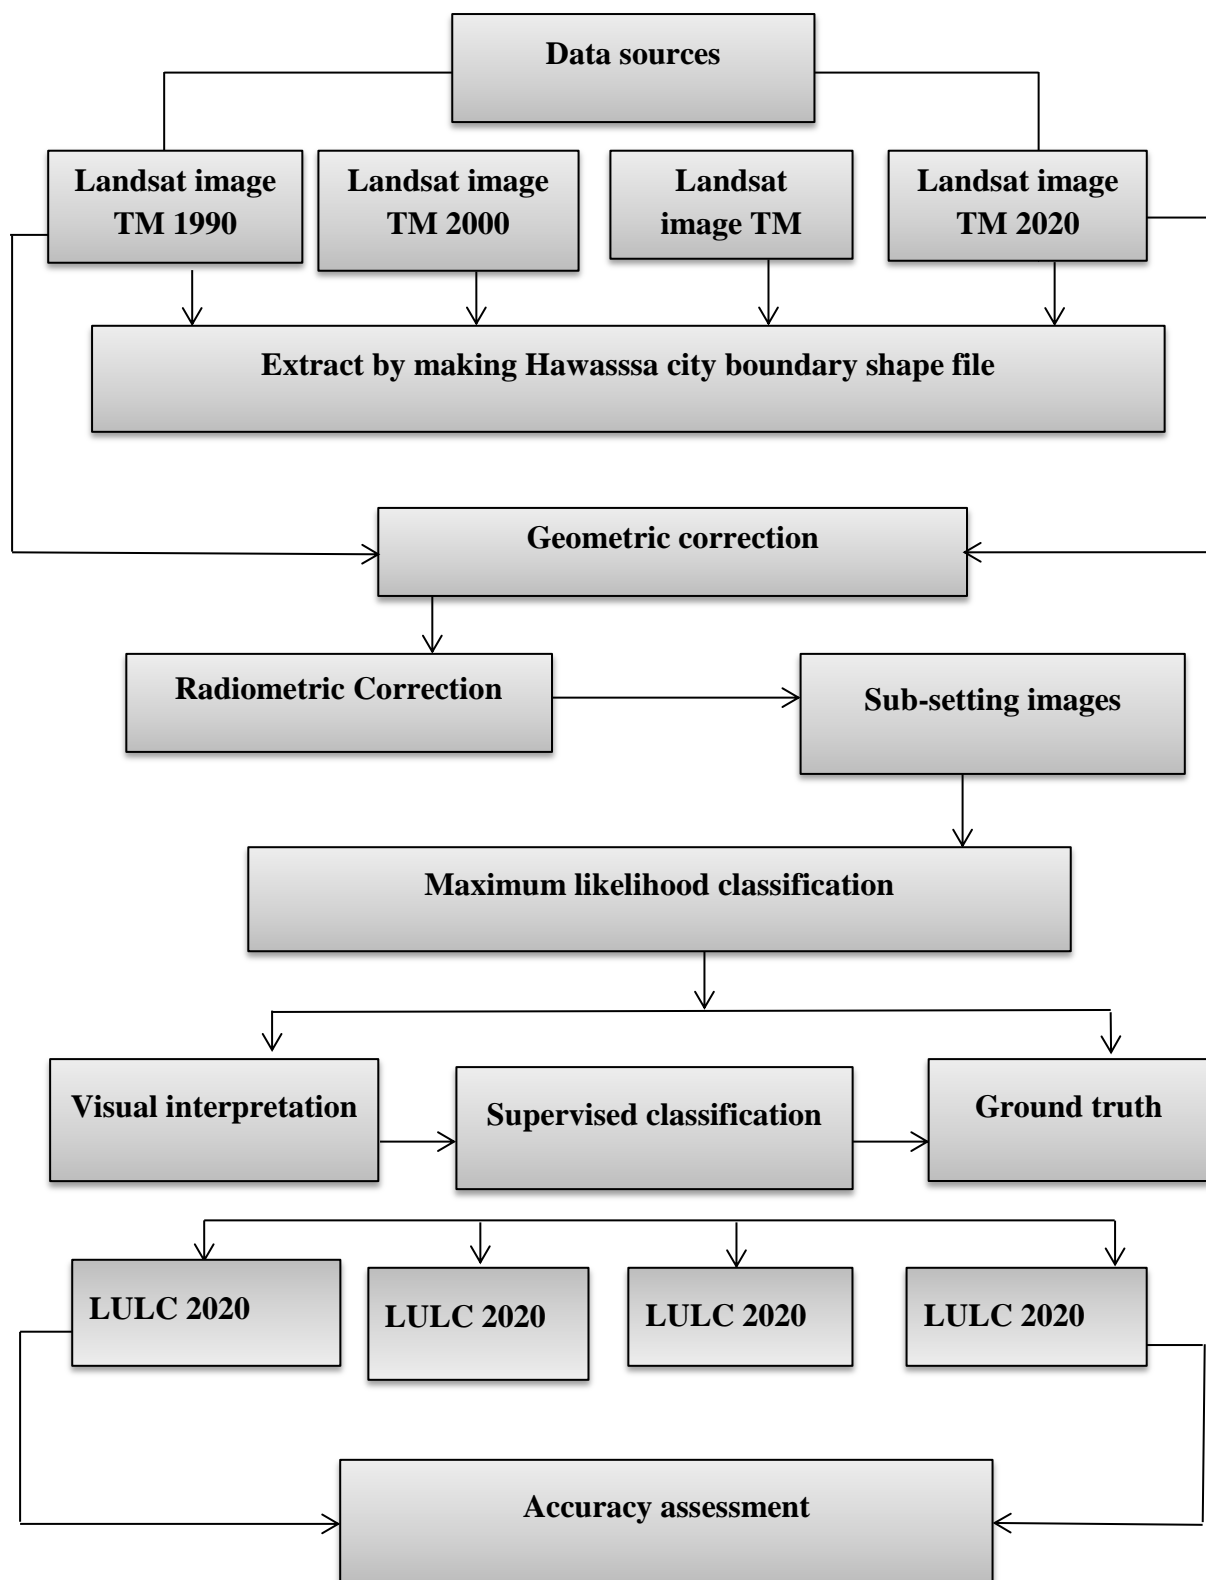 Data sources
Landsat image
TM 1990
Landsat image
TM 2000
Landsat
image TM
Landsat image
TM 2020
Extract by making Hawasssa city boundary shape file
Geometric correction
Radiometric Correction
Sub-setting images
Maximum likelihood classification
Visual interpretation
Supervised classification
Ground truth
LULC 2020
LULC 2020
LULC 2020
LULC 2020
Accuracy assessment